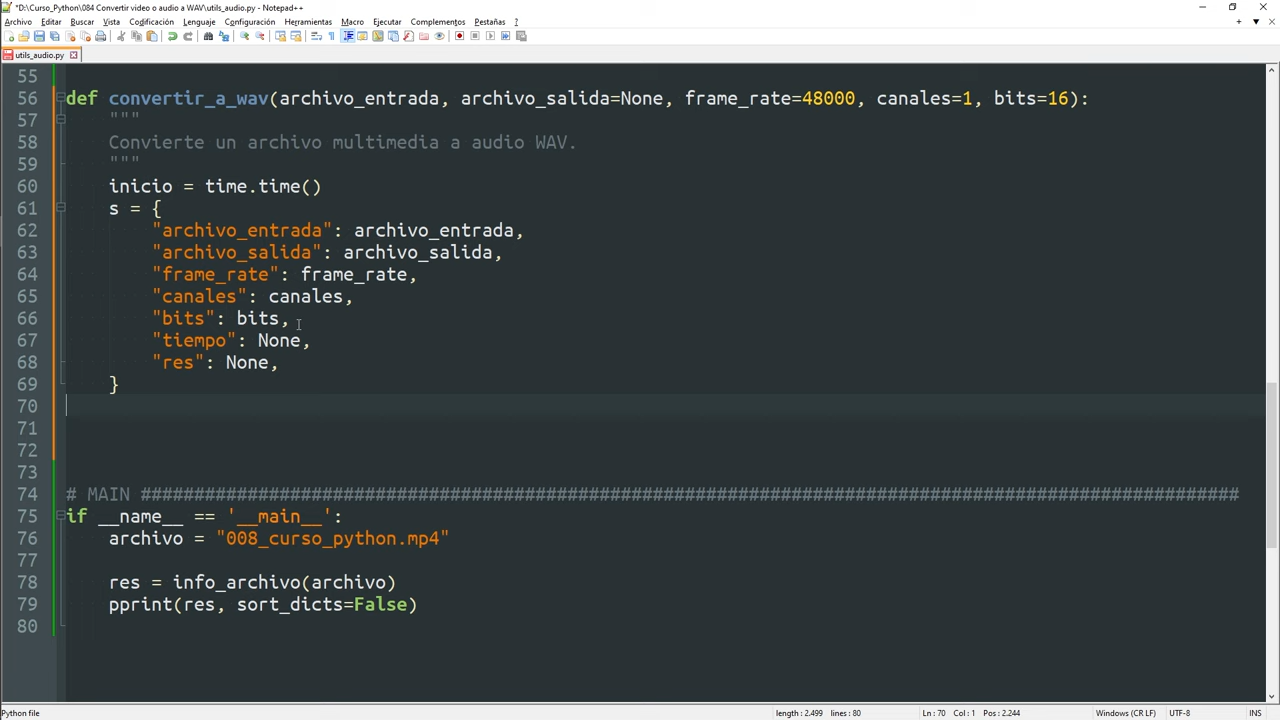 *D:\Curso_Python\084 Convertir video o audio a WAV\utils_audio.py - Notepad++
Archivo Editar Buscar Vista Codificación Lenguaje Configuración Herramientas Macro Ejecutar Complementos Pestañas ?
utils_audio.py
55
56 def convertir_a_wav(archivo_entrada, archivo_salida=None, frame_rate=48000, canales=1, bits=16):
57 """
58 Convierte un archivo multimedia a audio WAV.
59 """
60 inicio = time.time()
61 s = {
62 "archivo_entrada": archivo_entrada,
63 "archivo_salida": archivo_salida,
64 "frame_rate": frame_rate,
65 "canales": canales,
66 "bits": bits,
67 "tiempo": None,
68 "res": None,
69 }
70
71
72
73
74 # MAIN #######################################################################################################
75 if __name__ == '__main__':
76 archivo = "008_curso_python.mp4"
77
78 res = info_archivo(archivo)
79 pprint(res, sort_dicts=False)
80
Python file length : 2.499 lines : 80 Ln : 70 Col : 1 Pos : 2.244 Windows (CR LF) UTF-8 INS